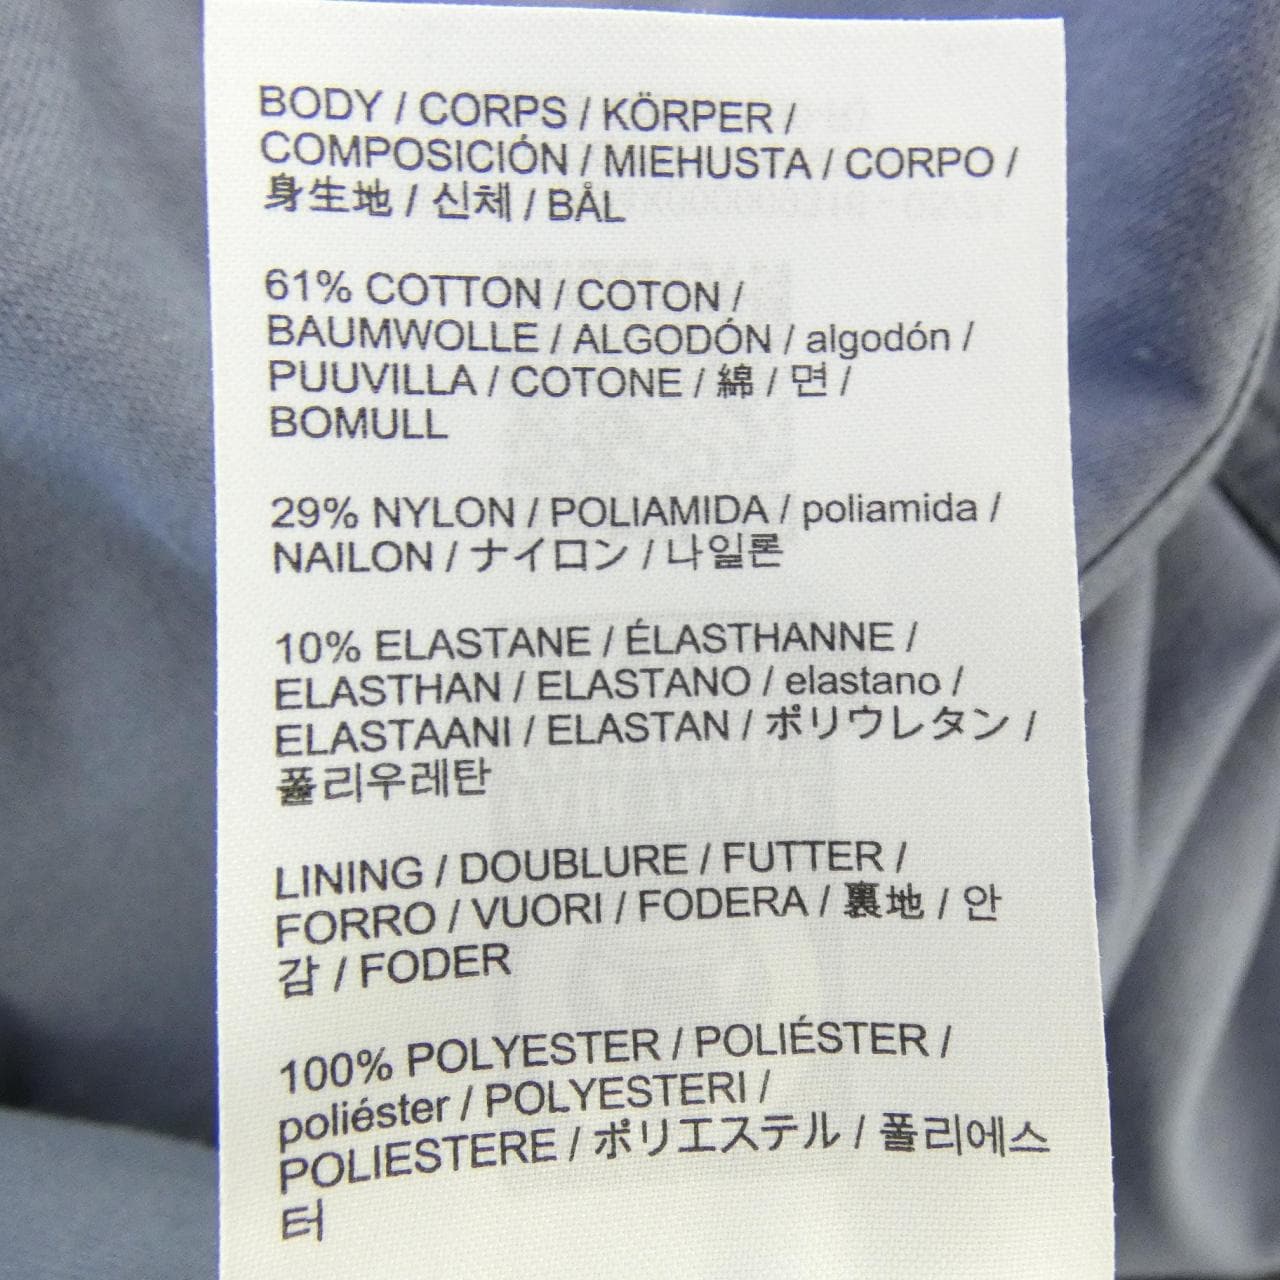 BODY / CORPS / KÖRPER /
COMPOSICIÓN / MIEHUSTA / CORPO /
身生地 / 신체 / BÅL
61% COTTON / COTON /
BAUMWOLLE / ALGODÓN / algodón /
PUUVILLA / COTONE / 綿 / 면 /
BOMULL
29% NYLON / POLIAMIDA / poliamida /
NAILON / ナイロン / 나일론
10% ELASTANE / ÉLASTHANNE /
ELASTHAN / ELASTANO / elastano /
ELASTAANI / ELASTAN / ポリウレタン /
폴리우레탄
LINING / DOUBLURE / FUTTER /
FORRO / VUORI / FODERA / 裏地 / 안
감 / FODER
100% POLYESTER / POLIÉSTER /
poliéster / POLYESTERI /
POLIESTERE / ポリエステル / 폴리에스
터